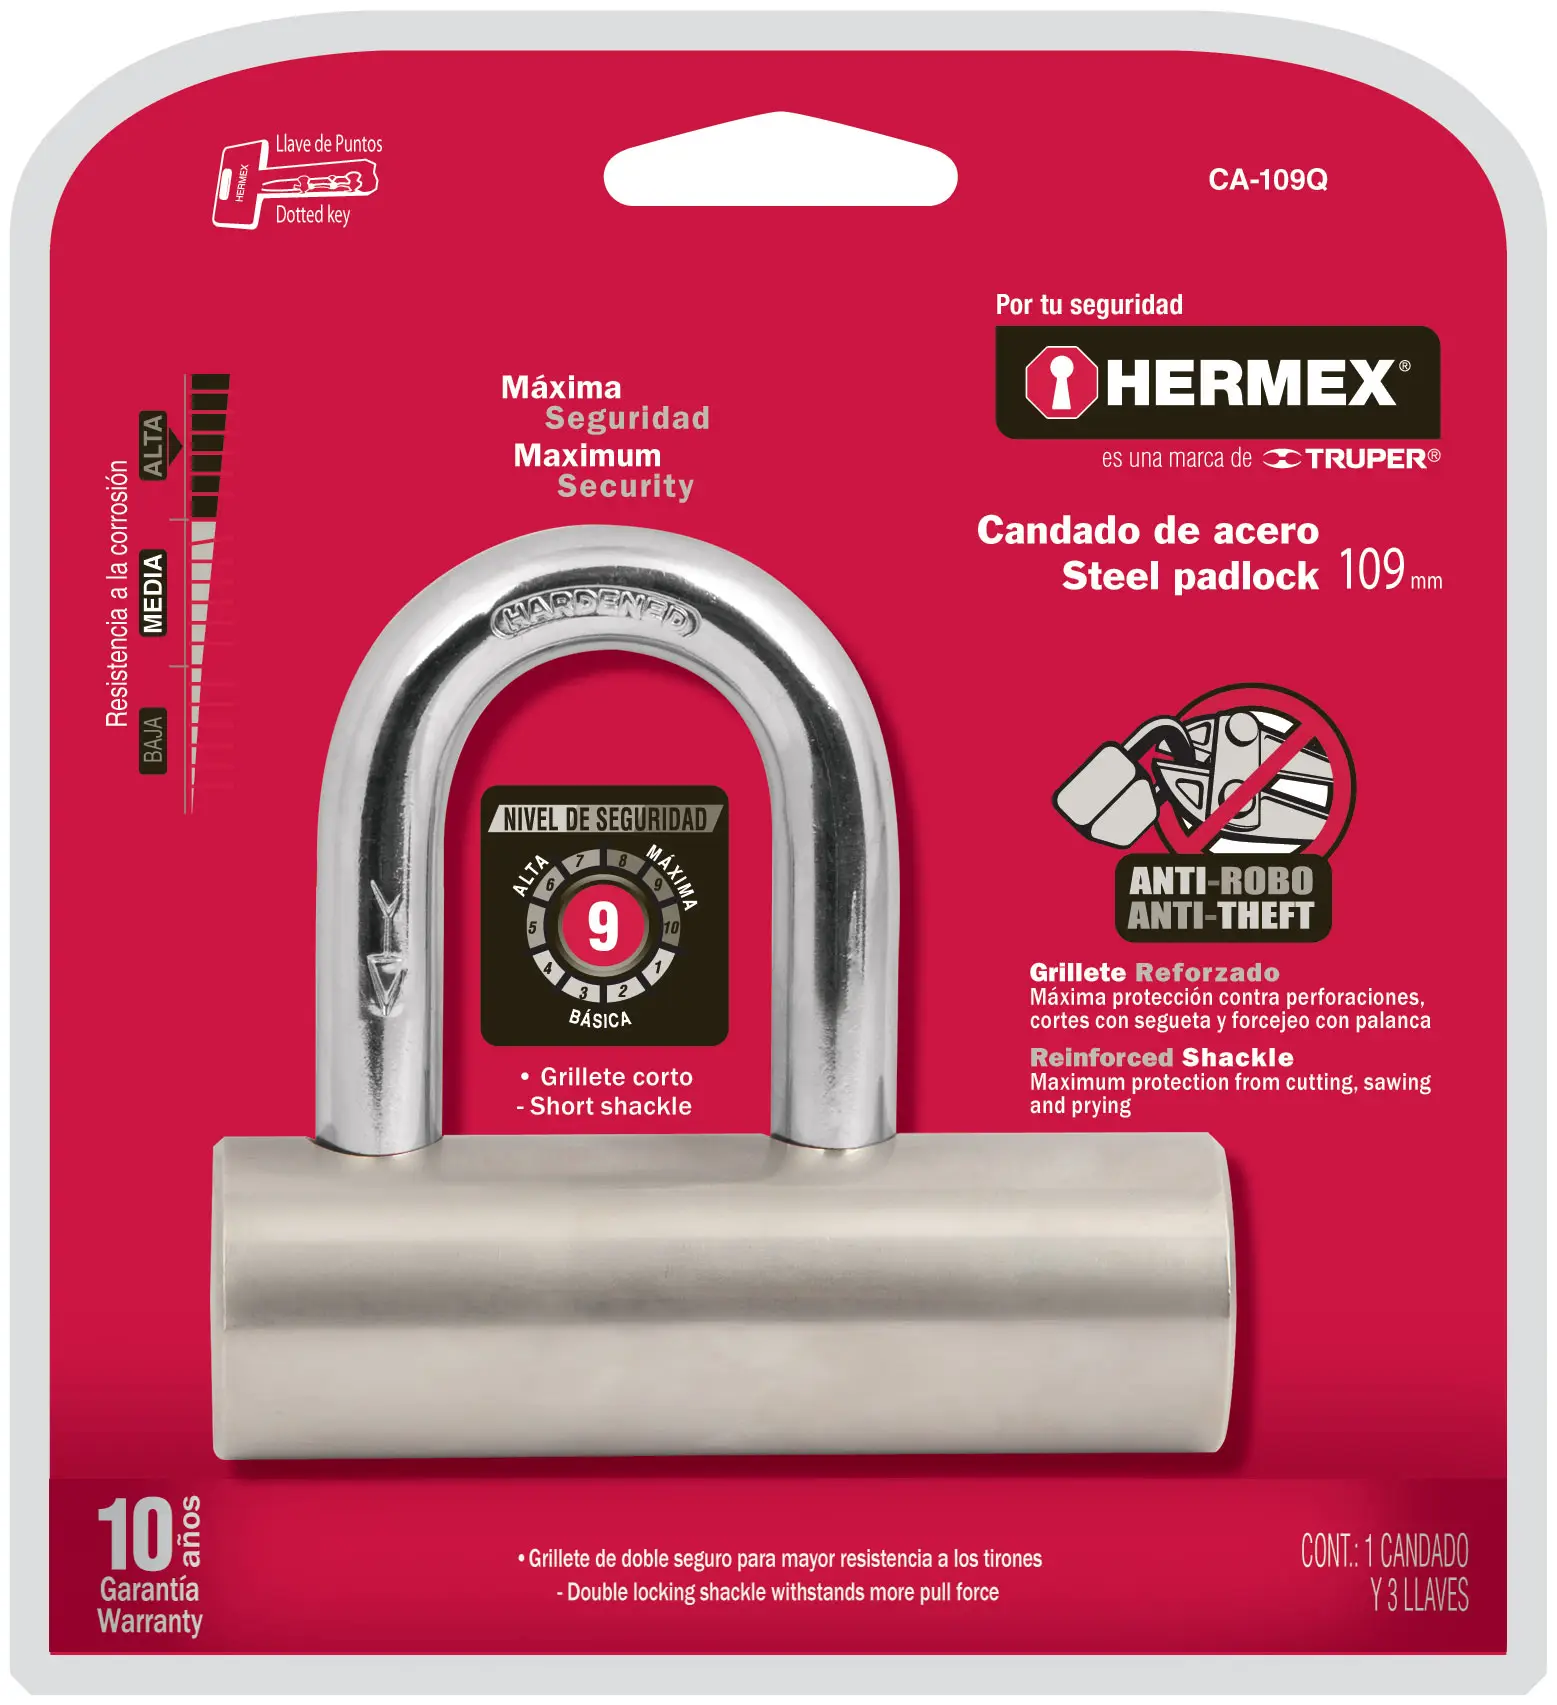 Llave de Puntos
HERMEX
Dotted key
CA-109Q
Por tu seguridad
HERMEX®
es una marca de TRUPER®
Máxima
Seguridad
Maximum
Security
Candado de acero
Steel padlock
109 mm
Resistencia a la corrosión
ALTA
MEDIA
BAJA
HARDENED
NIVEL DE SEGURIDAD
ALTA
MÁXIMA
BÁSICA
1
2
3
4
5
6
7
8
9
10
9
• Grillete corto
- Short shackle
ANTI-ROBO
ANTI-THEFT
Grillete Reforzado
Máxima protección contra perforaciones,
cortes con segueta y forcejeo con palanca
Reinforced Shackle
Maximum protection from cutting, sawing
and prying
10 años
Garantía
Warranty
• Grillete de doble seguro para mayor resistencia a los tirones
- Double locking shackle withstands more pull force
CONT.: 1 CANDADO
Y 3 LLAVES